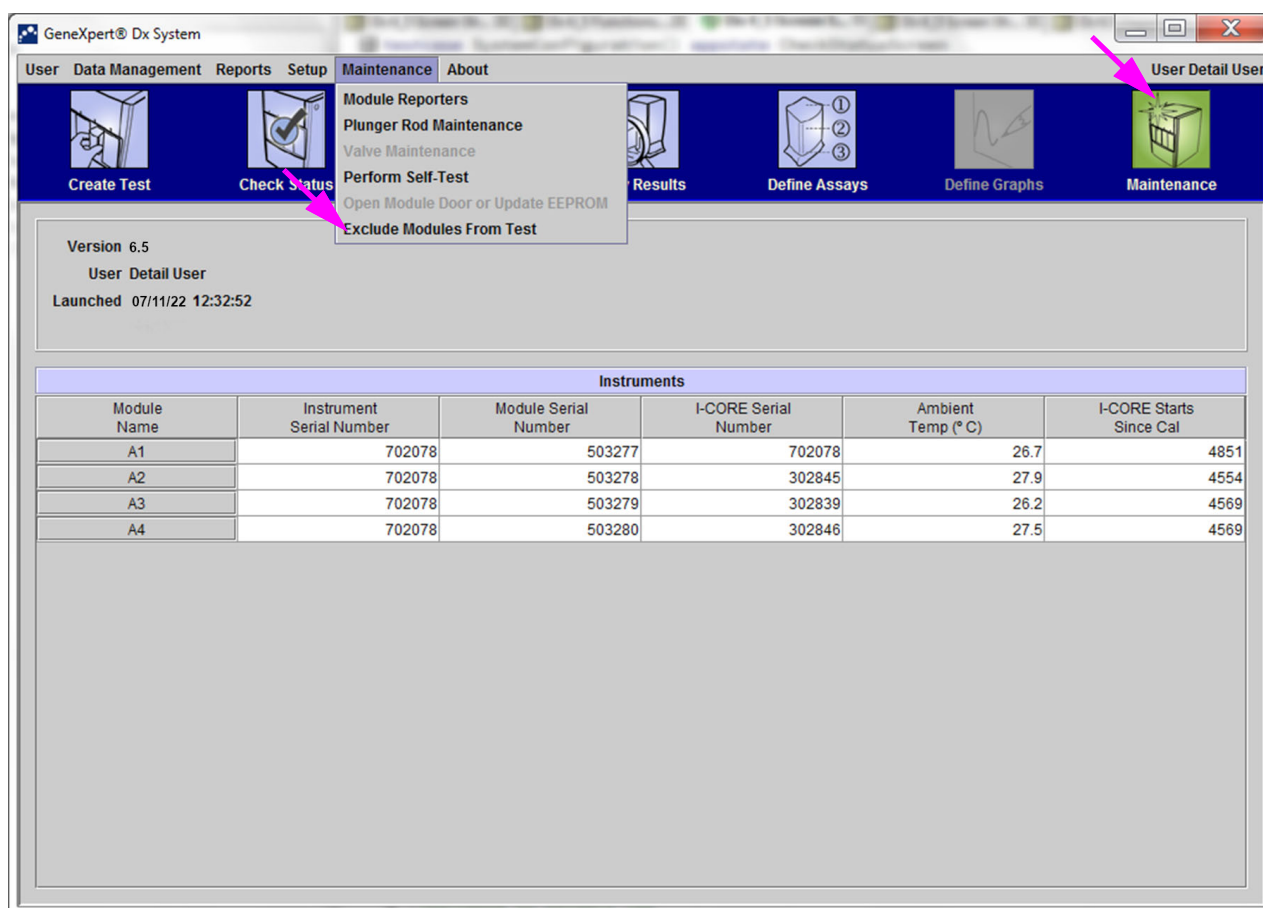 GeneXpert® Dx System
User Data Management Reports Setup Maintenance About User Detail User
Module Reporters
Plunger Rod Maintenance
Valve Maintenance
Perform Self-Test
Open Module Door or Update EEPROM
Exclude Modules From Test
Create Test Check Status Results Define Assays Define Graphs Maintenance
1
2
3
Version 6.5
User Detail User
Launched 07/11/22 12:32:52
Instruments
Module Name Instrument Serial Number Module Serial Number I-CORE Serial Number Ambient Temp (º C) I-CORE Starts Since Cal
A1 702078 503277 702078 26.7 4851
A2 702078 503278 302845 27.9 4554
A3 702078 503279 302839 26.2 4569
A4 702078 503280 302846 27.5 4569